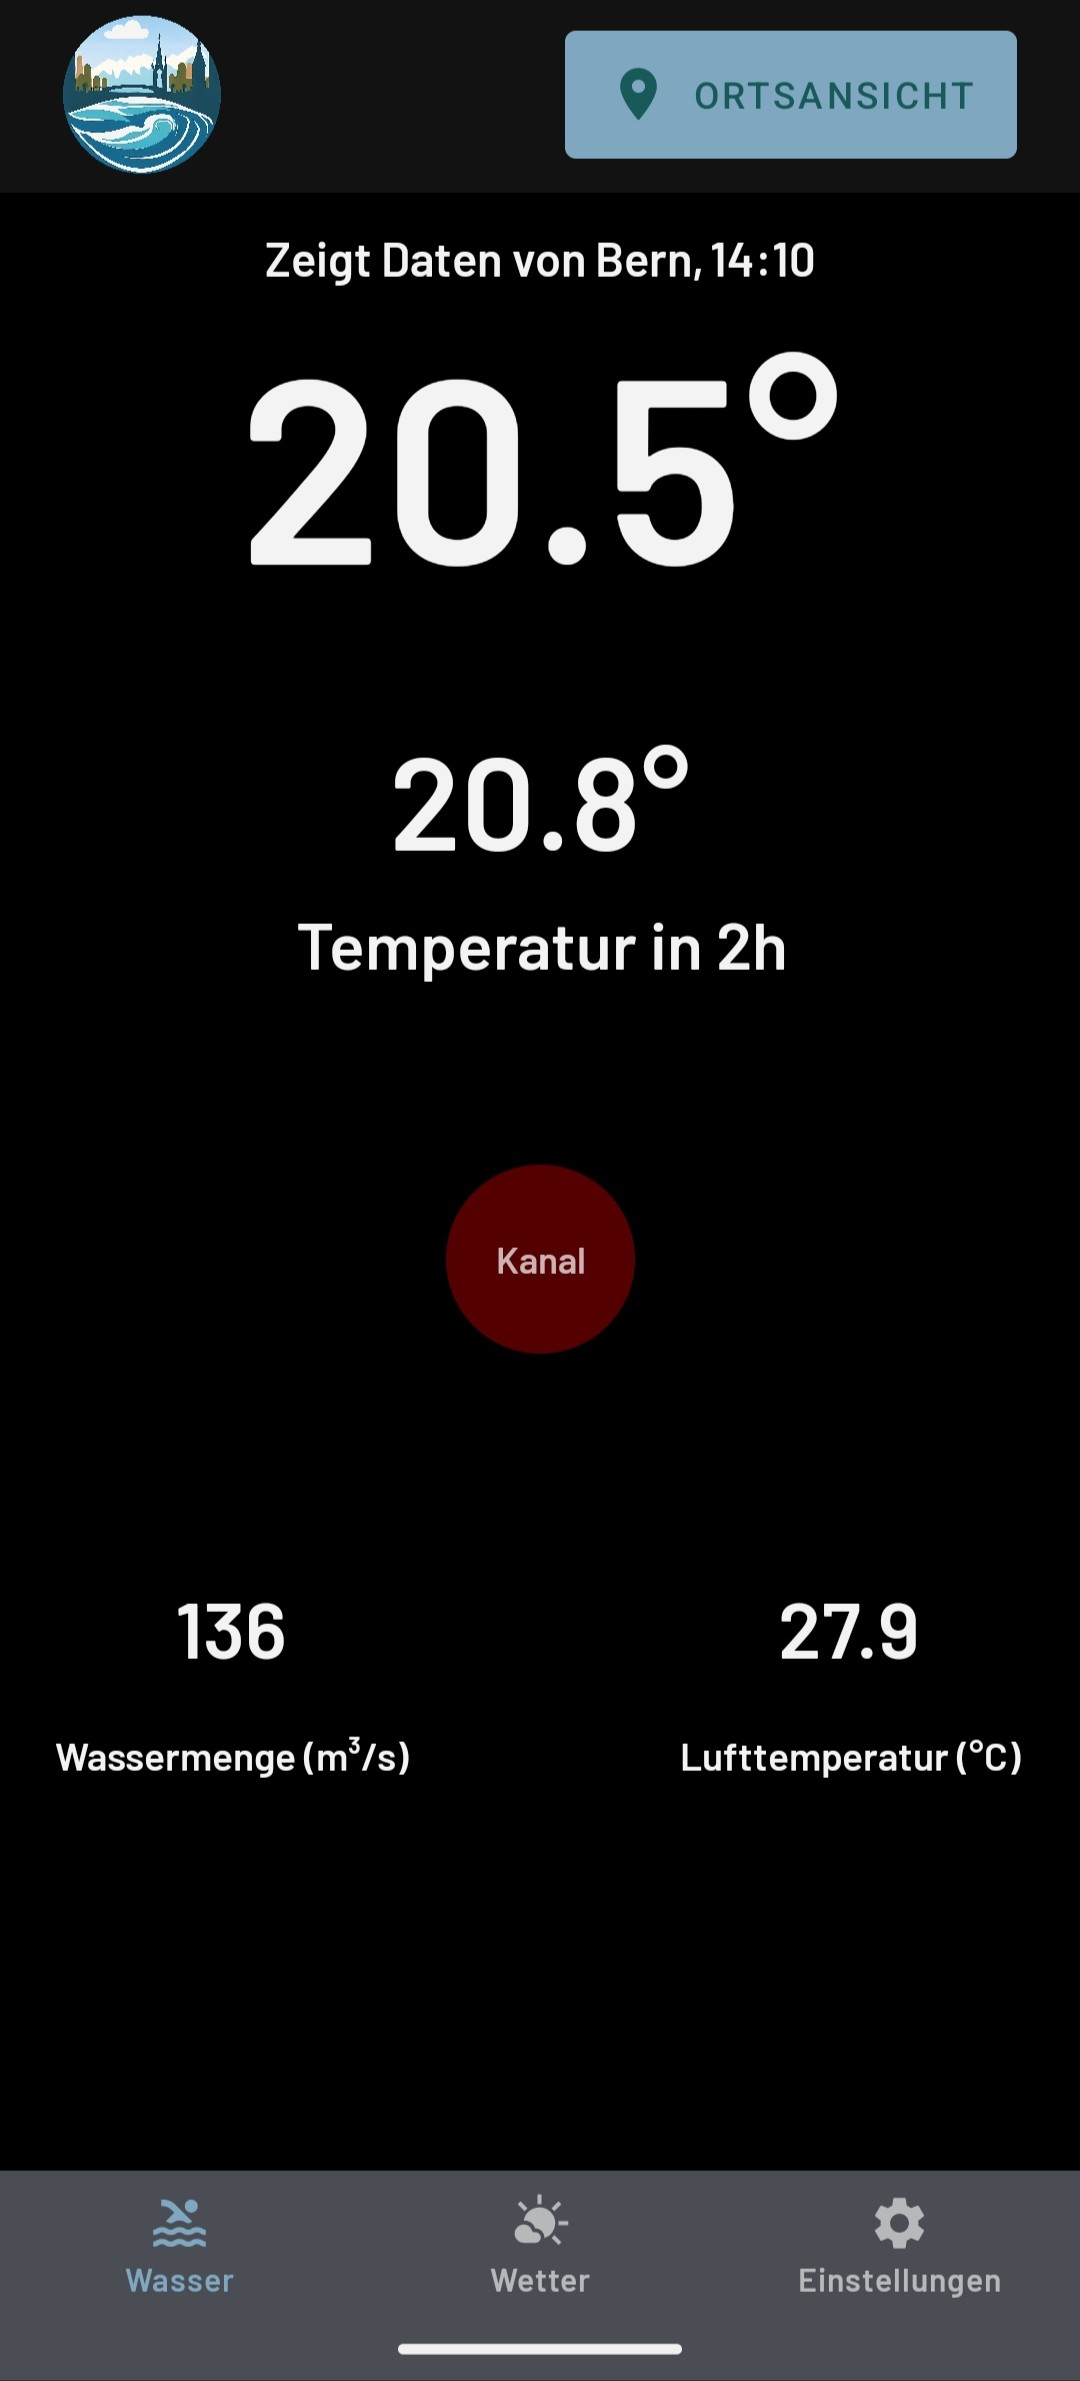 ORTSANSICHT
Zeigt Daten von Bern, 14:10
20.5°
20.8°
Temperatur in 2h
Kanal
136
27.9
Wassermenge (m³/s)
Lufttemperatur (°C)
Wasser
Wetter
Einstellungen